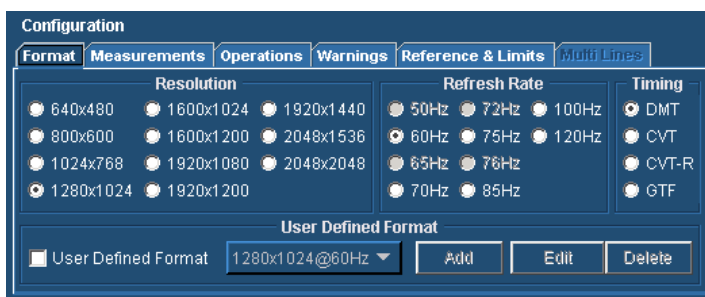 Configuration
Format Measurements Operations Warnings Reference & Limits Multi Lines
Resolution Refresh Rate Timing
640x480 1600x1024 1920x1440 50Hz 72Hz 100Hz DMT
800x600 1600x1200 2048x1536 60Hz 75Hz 120Hz CVT
1024x768 1920x1080 2048x2048 65Hz 76Hz CVT-R
1280x1024 1920x1200 70Hz 85Hz GTF
User Defined Format
User Defined Format 1280x1024@60Hz Add Edit Delete